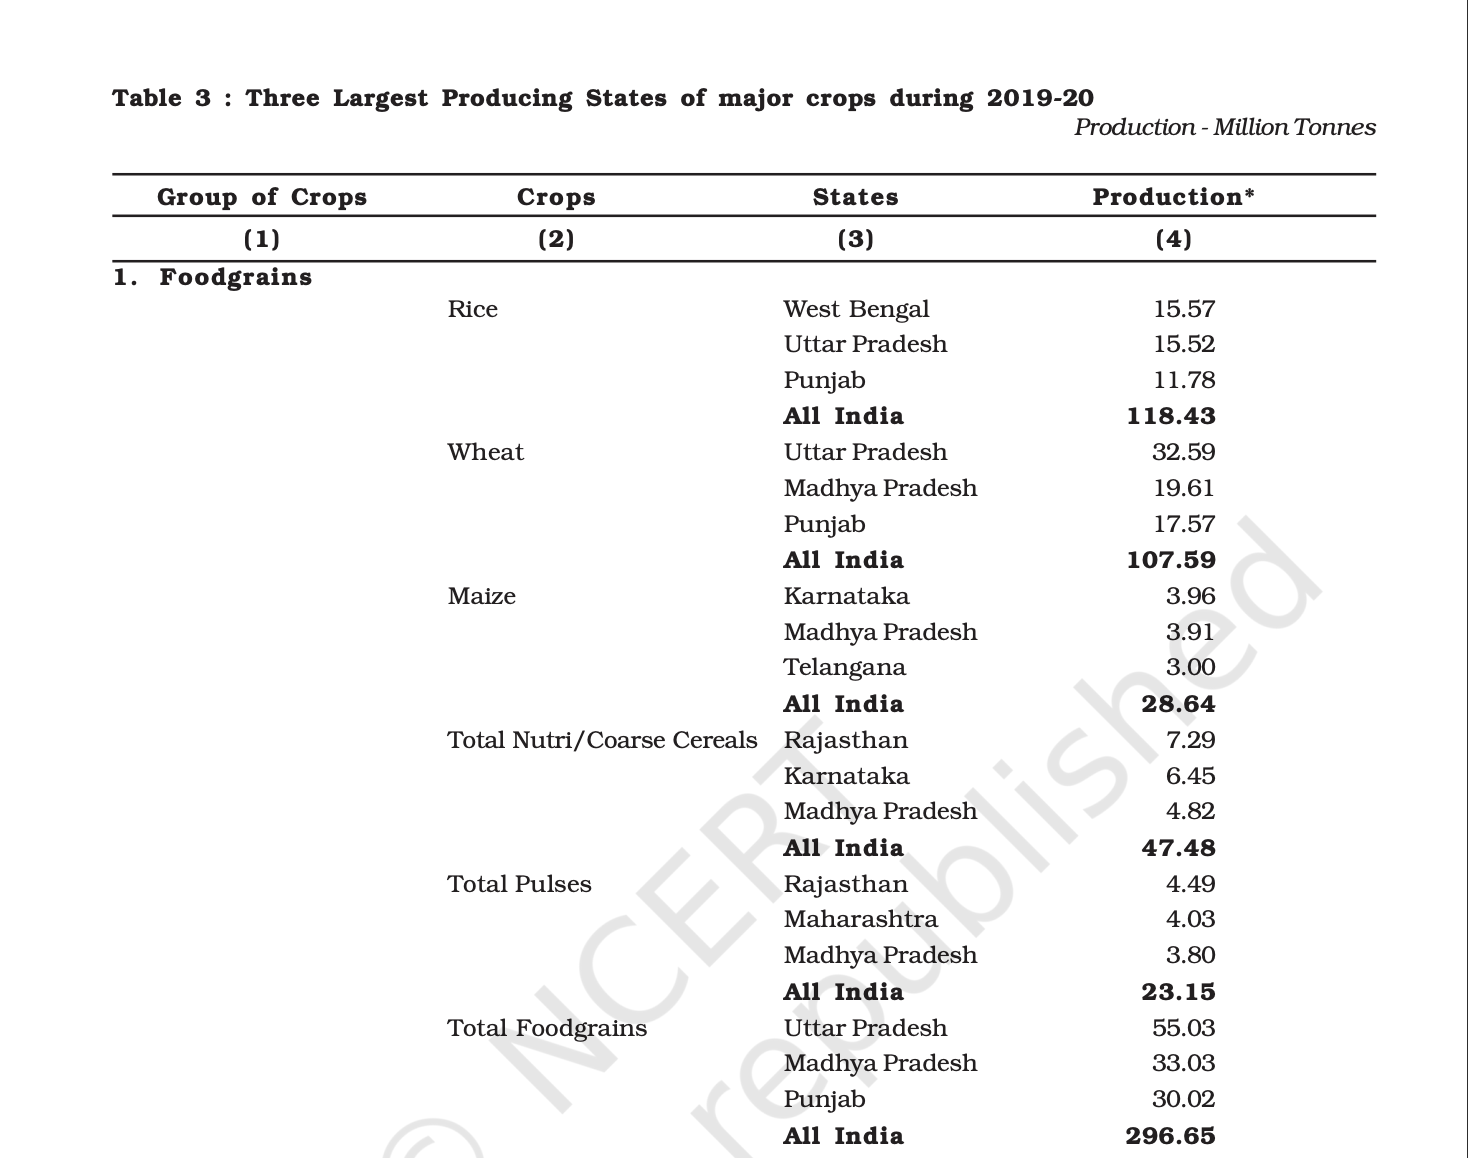 Table 3 : Three Largest Producing States of major crops during 2019-20
Production - Million Tonnes
Group of Crops Crops States Production*
(1) (2) (3) (4)
1. Foodgrains
Rice West Bengal 15.57
Uttar Pradesh 15.52
Punjab 11.78
All India 118.43
Wheat Uttar Pradesh 32.59
Madhya Pradesh 19.61
Punjab 17.57
All India 107.59
Maize Karnataka 3.96
Madhya Pradesh 3.91
Telangana 3.00
All India 28.64
Total Nutri/Coarse Cereals Rajasthan 7.29
Karnataka 6.45
Madhya Pradesh 4.82
All India 47.48
Total Pulses Rajasthan 4.49
Maharashtra 4.03
Madhya Pradesh 3.80
All India 23.15
Total Foodgrains Uttar Pradesh 55.03
Madhya Pradesh 33.03
Punjab 30.02
All India 296.65
© NCERT
republished